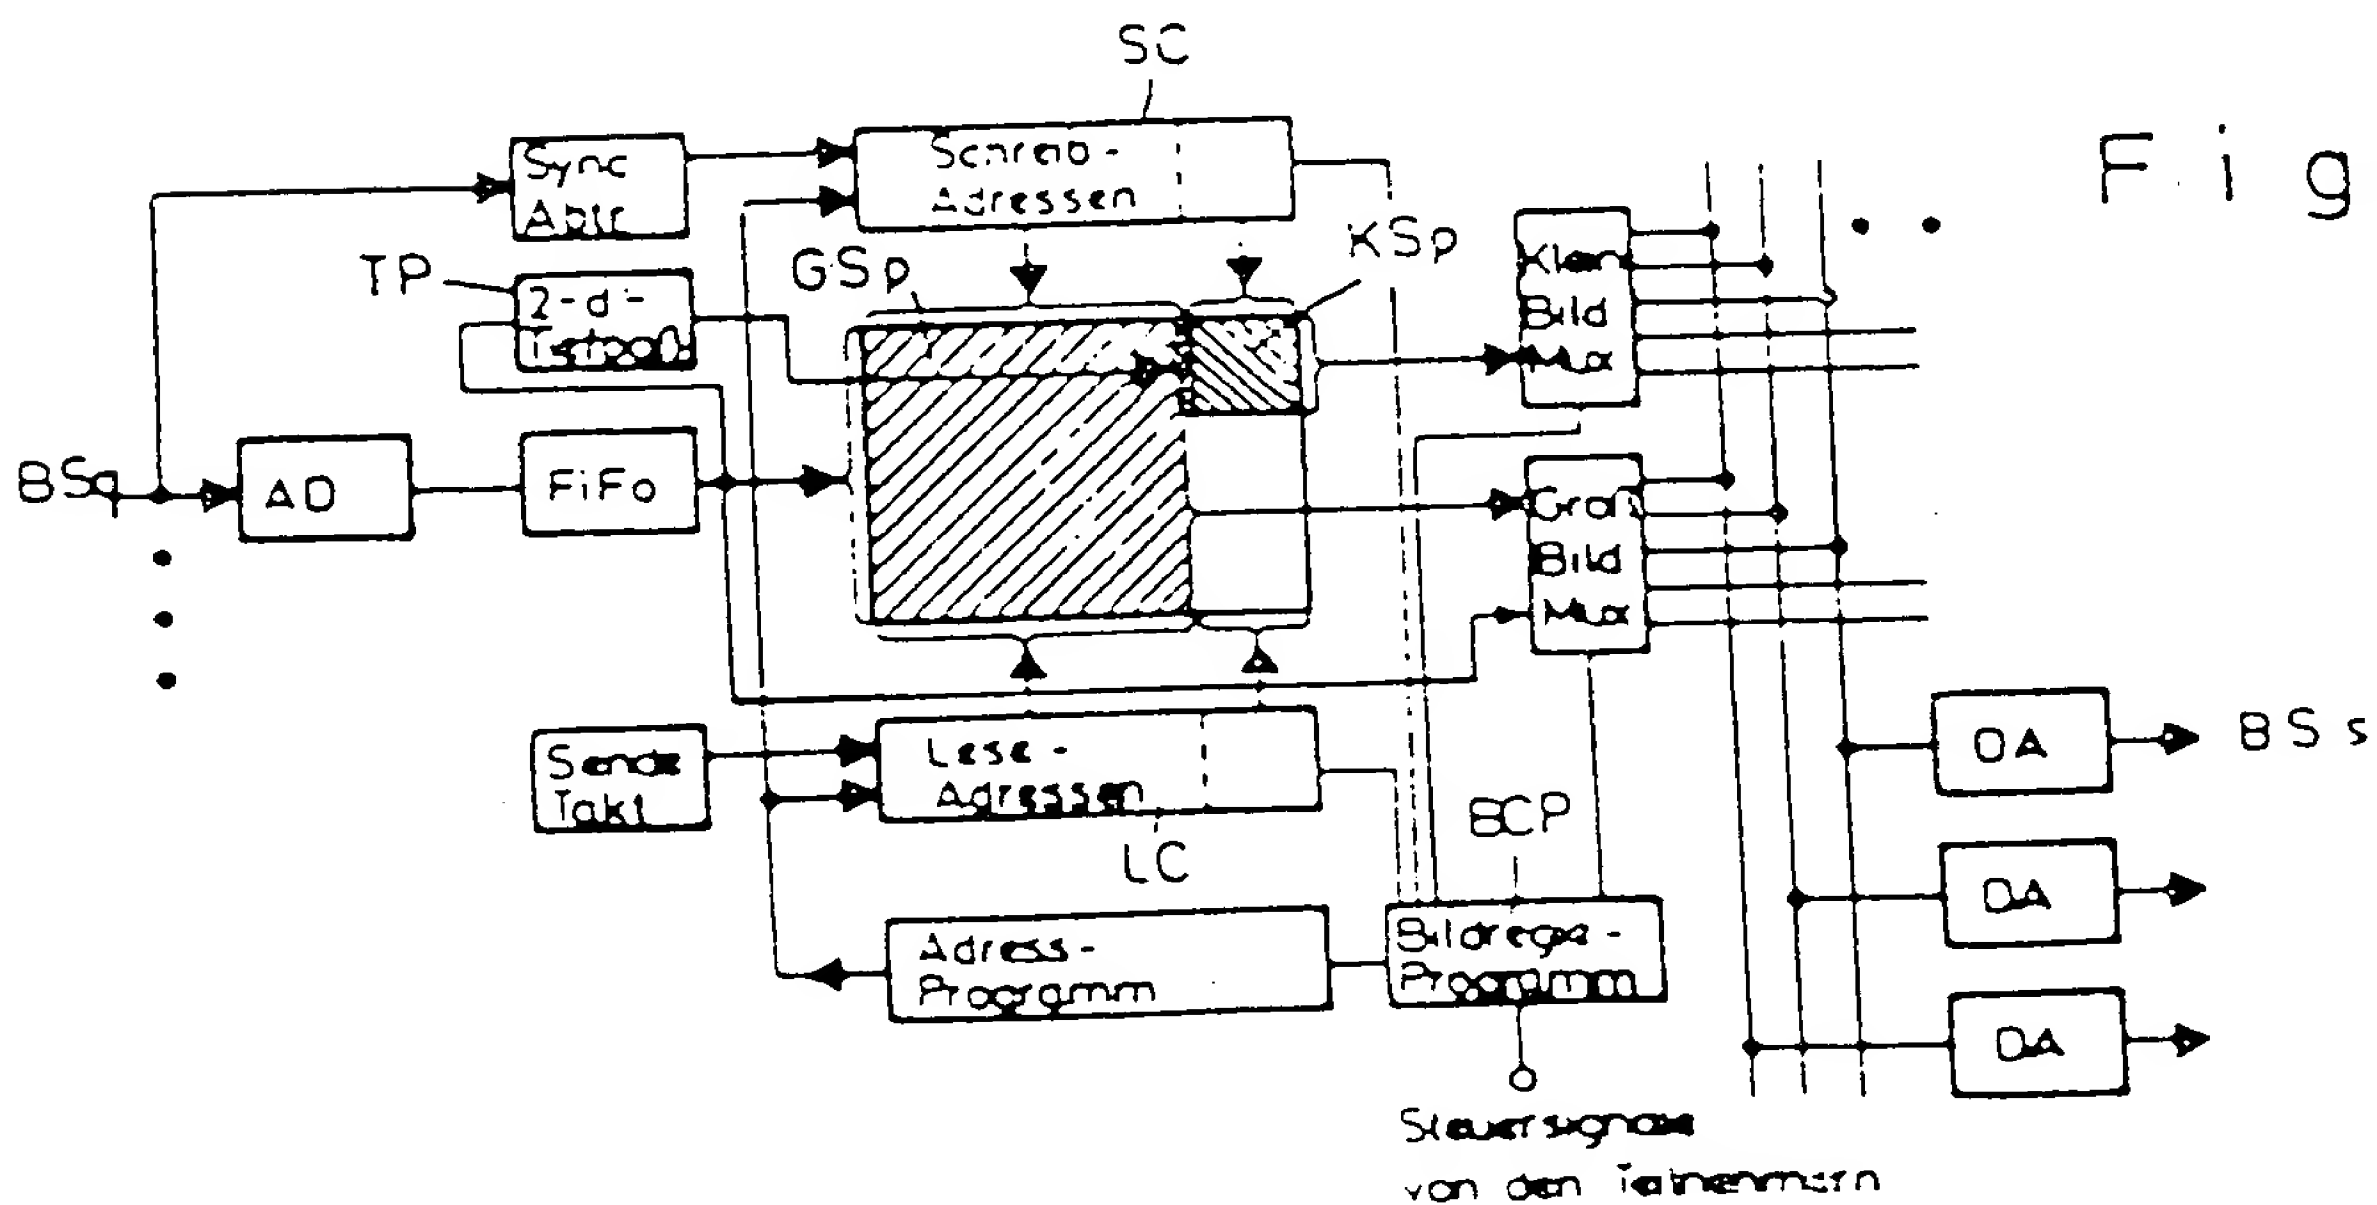 SC
Fig
Sync
Abtr.
Schreib-
Adressen
TP
2-d-
Tiefpaß
GSp
KSp
Klein
Bild
Mux
BSq
AD
FiFo
Groß
Bild
Mux
Sende
Takt
Lese-
Adressen
LC
BCP
DA
BSs
DA
Adress-
Programm
Bildregie-
Programm
DA
Steuersignale
von den Teilnehmern